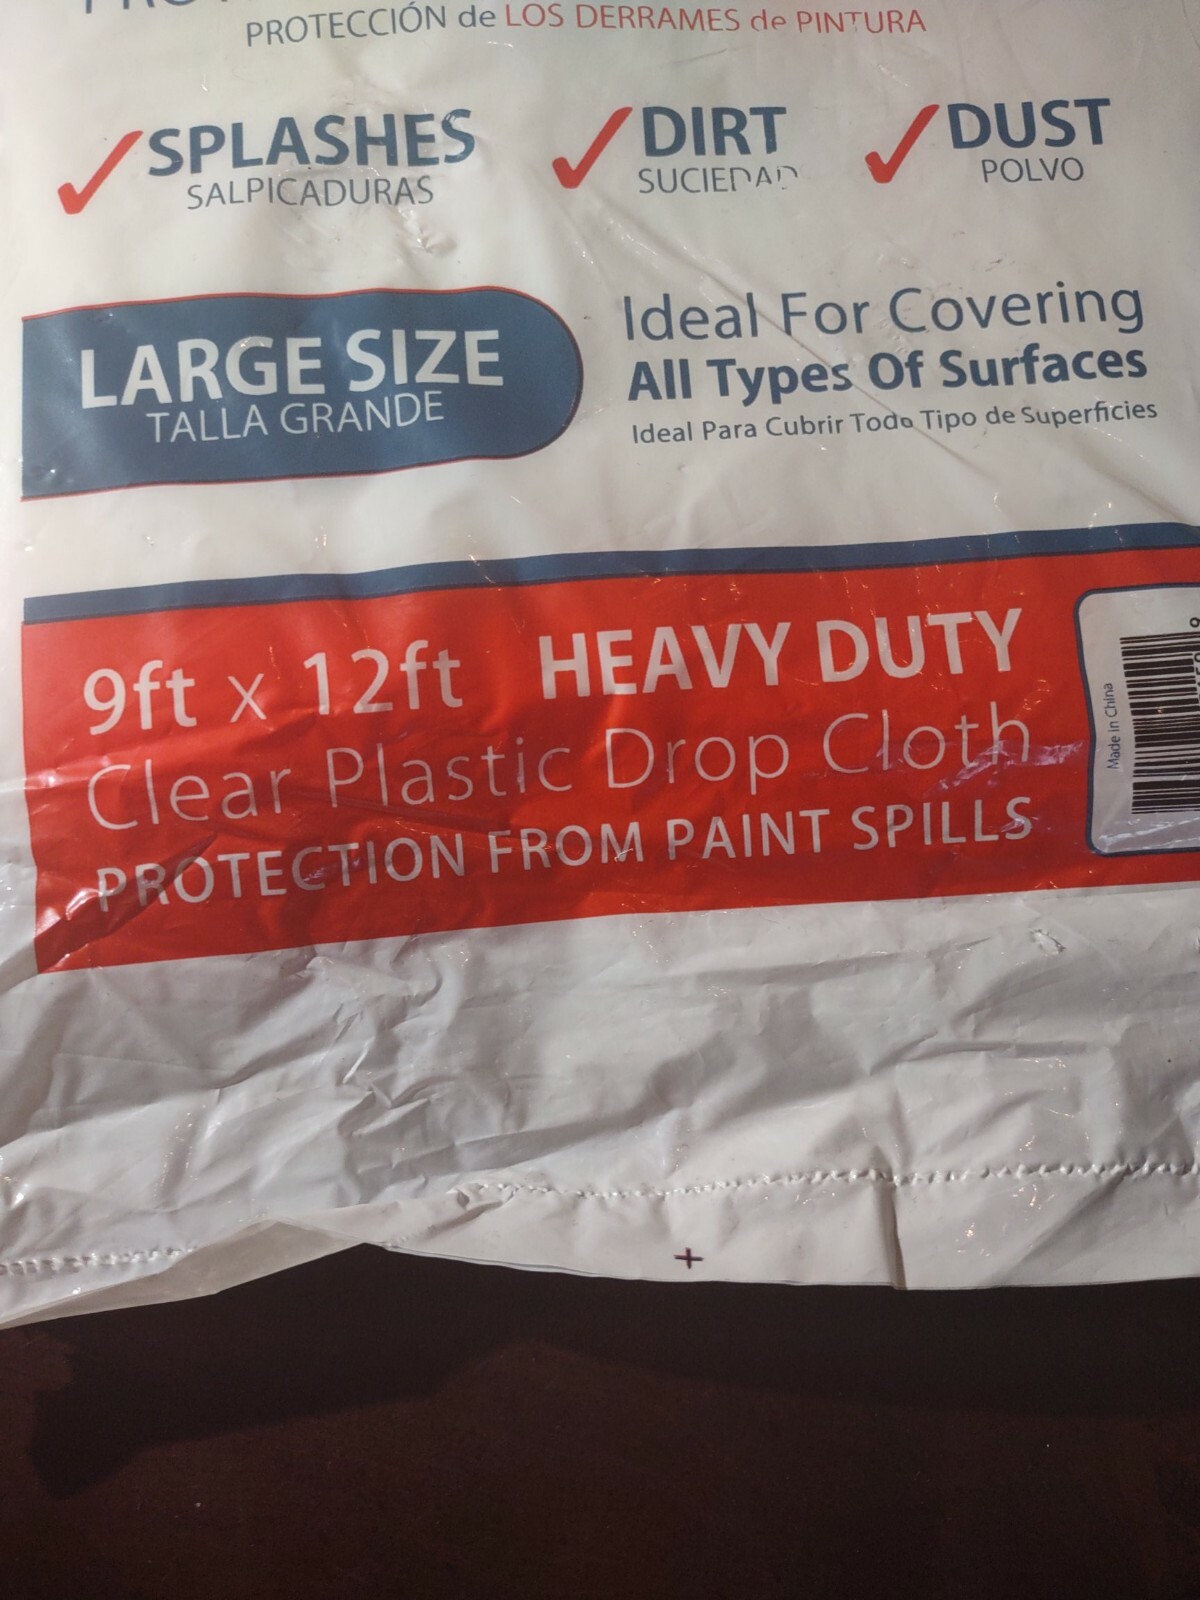 PROTECCIÓN de LOS DERRAMES de PINTURA
SPLASHES
SALPICADURAS
DIRT
SUCIEDAD
DUST
POLVO
LARGE SIZE
TALLA GRANDE
Ideal For Covering
All Types Of Surfaces
Ideal Para Cubrir Todo Tipo de Superficies
9ft x 12ft HEAVY DUTY
Clear Plastic Drop Cloth
PROTECTION FROM PAINT SPILLS
Made in China